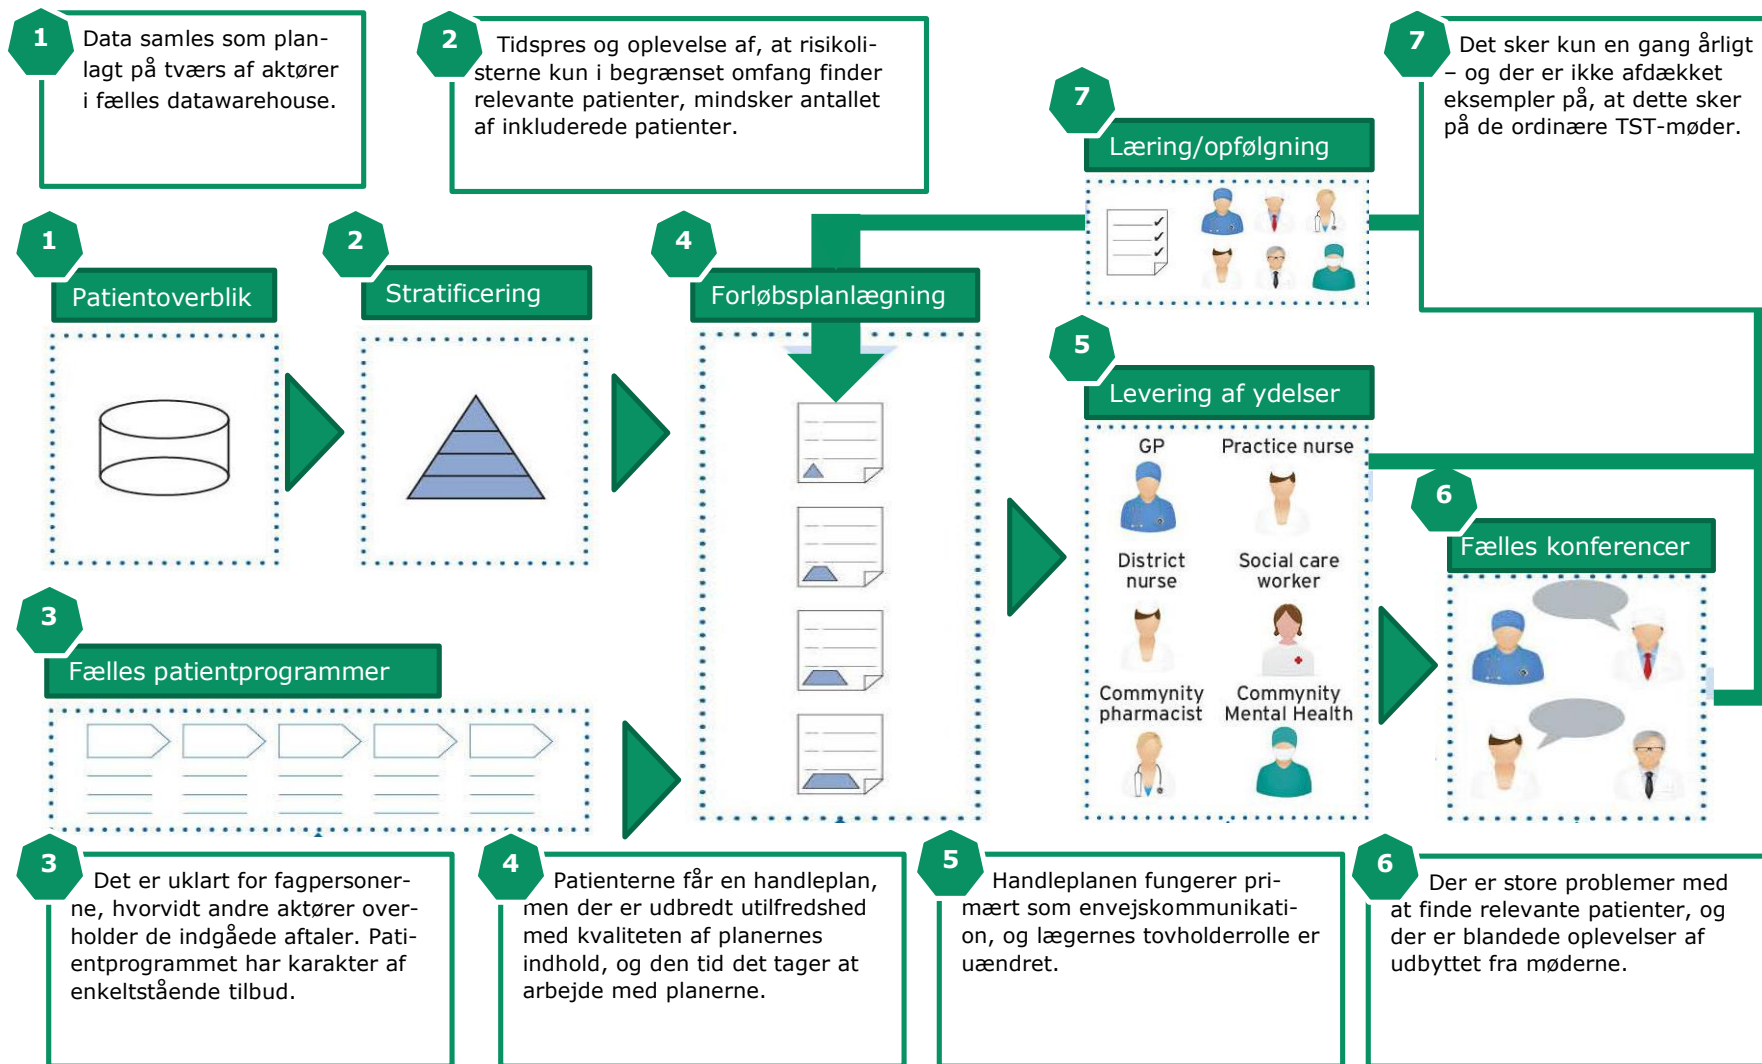 1
Data samles som plan-
lagt på tværs af aktører
i fælles datawarehouse.
2
Tidspres og oplevelse af, at risikoli-
sterne kun i begrænset omfang finder
relevante patienter, mindsker antallet
af inkluderede patienter.
7
Det sker kun en gang årligt
– og der er ikke afdækket
eksempler på, at dette sker
på de ordinære TST-møder.
7
Læring/opfølgning
1
Patientoverblik
2
Stratificering
4
Forløbsplanlægning
5
Levering af ydelser
GP
Practice nurse
District
nurse
Social care
worker
Commynity
pharmacist
Commynity
Mental Health
6
Fælles konferencer
3
Fælles patientprogrammer
3
Det er uklart for fagpersoner-
ne, hvorvidt andre aktører over-
holder de indgåede aftaler. Pati-
entprogrammet har karakter af
enkeltstående tilbud.
4
Patienterne får en handleplan,
men der er udbredt utilfredshed
med kvaliteten af planernes
indhold, og den tid det tager at
arbejde med planerne.
5
Handleplanen fungerer pri-
mært som envejskommunikati-
on, og lægernes tovholderrolle er
uændret.
6
Der er store problemer med
at finde relevante patienter, og
der er blandede oplevelser af
udbyttet fra møderne.